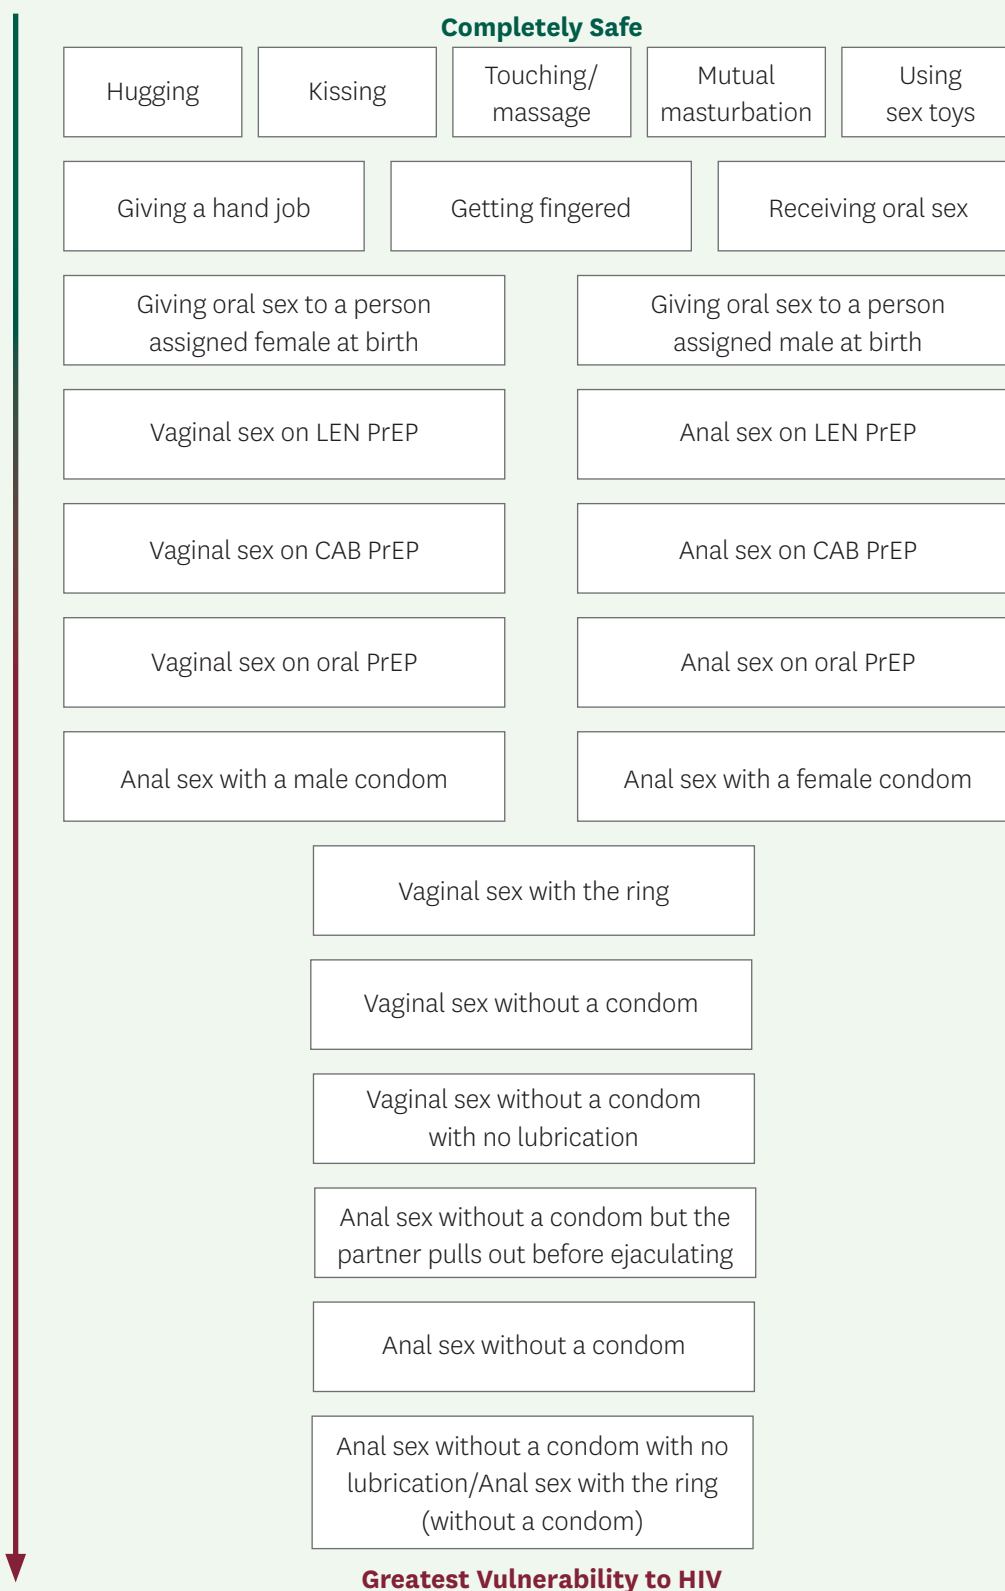 Completely Safe
Hugging
Kissing
Touching/
massage
Mutual
masturbation
Using
sex toys
Giving a hand job
Getting fingered
Receiving oral sex
Giving oral sex to a person
assigned female at birth
Giving oral sex to a person
assigned male at birth
Vaginal sex on LEN PrEP
Anal sex on LEN PrEP
Vaginal sex on CAB PrEP
Anal sex on CAB PrEP
Vaginal sex on oral PrEP
Anal sex on oral PrEP
Anal sex with a male condom
Anal sex with a female condom
Vaginal sex with the ring
Vaginal sex without a condom
Vaginal sex without a condom
with no lubrication
Anal sex without a condom but the
partner pulls out before ejaculating
Anal sex without a condom
Anal sex without a condom with no
lubrication/Anal sex with the ring
(without a condom)
Greatest Vulnerability to HIV